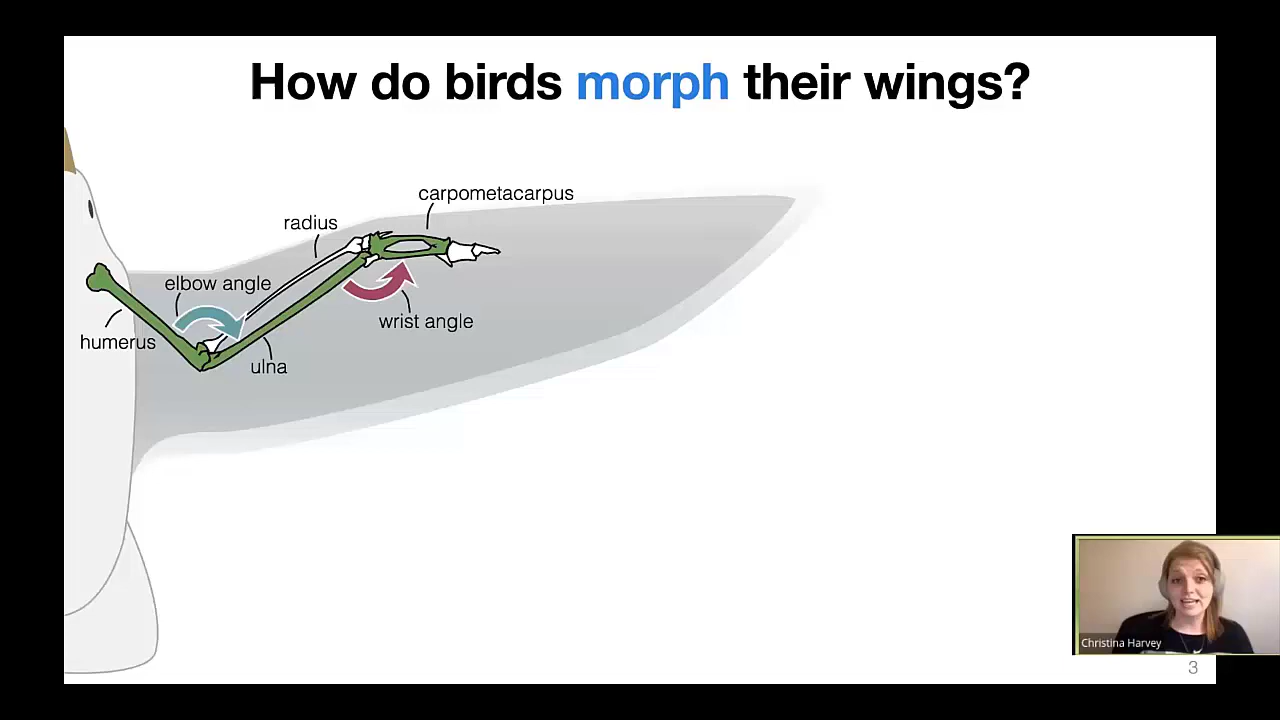 How do birds morph their wings?
carpometacarpus
radius
elbow angle
wrist angle
humerus
ulna
Christina Harvey
3